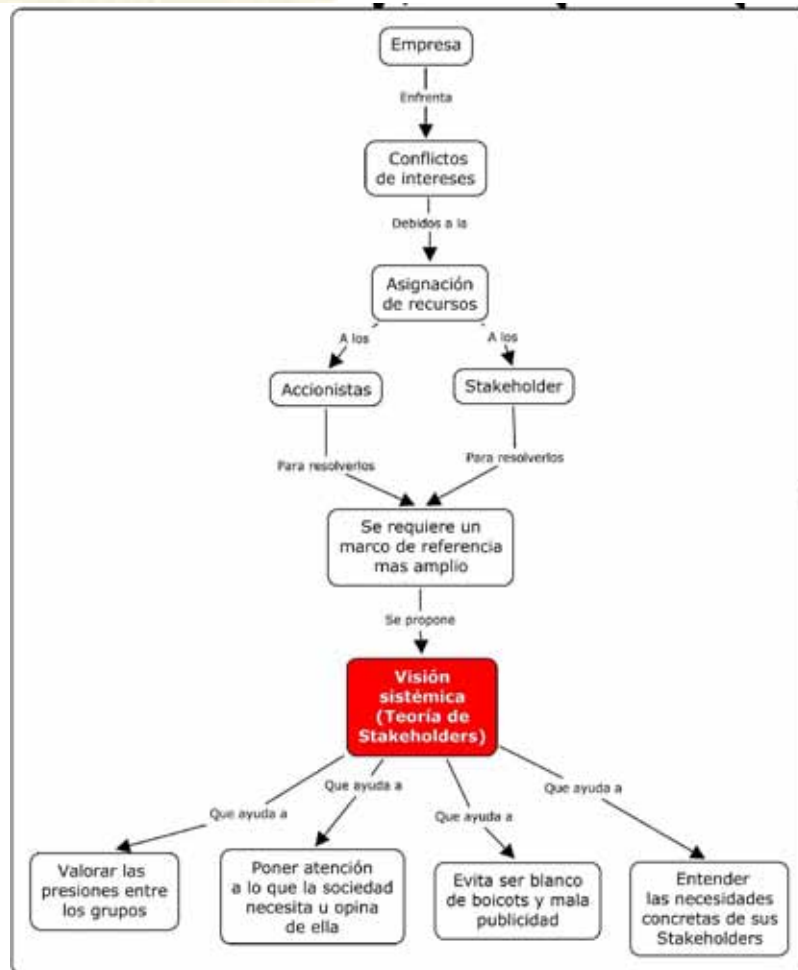 Empresa
Enfrenta
Conflictos
de intereses
Debidos a la
Asignación
de recursos
A los
A los
Accionistas
Stakeholder
Para resolverlos
Para resolverlos
Se requiere un
marco de referencia
mas amplio
Se propone
Visión
sistémica
(Teoría de
Stakeholders)
Que ayuda a
Que ayuda a
Que ayuda a
Que ayuda a
Valorar las
presiones entre
los grupos
Poner atención
a lo que la sociedad
necesita u opina
de ella
Evita ser blanco
de boicots y mala
publicidad
Entender
las necesidades
concretas de sus
Stakeholders